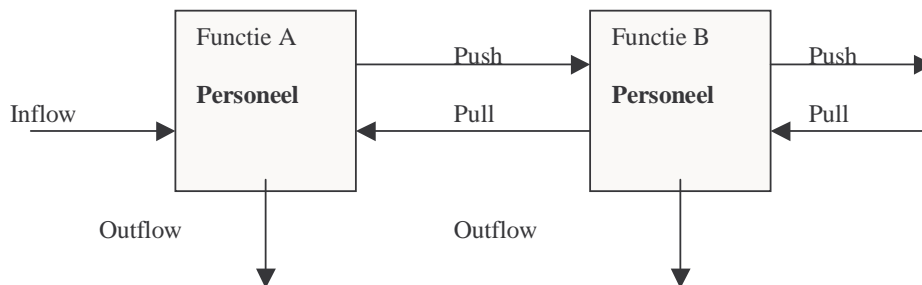 Functie A
Personeel
Inflow
Push
Pull
Functie B
Personeel
Push
Pull
Outflow
Outflow